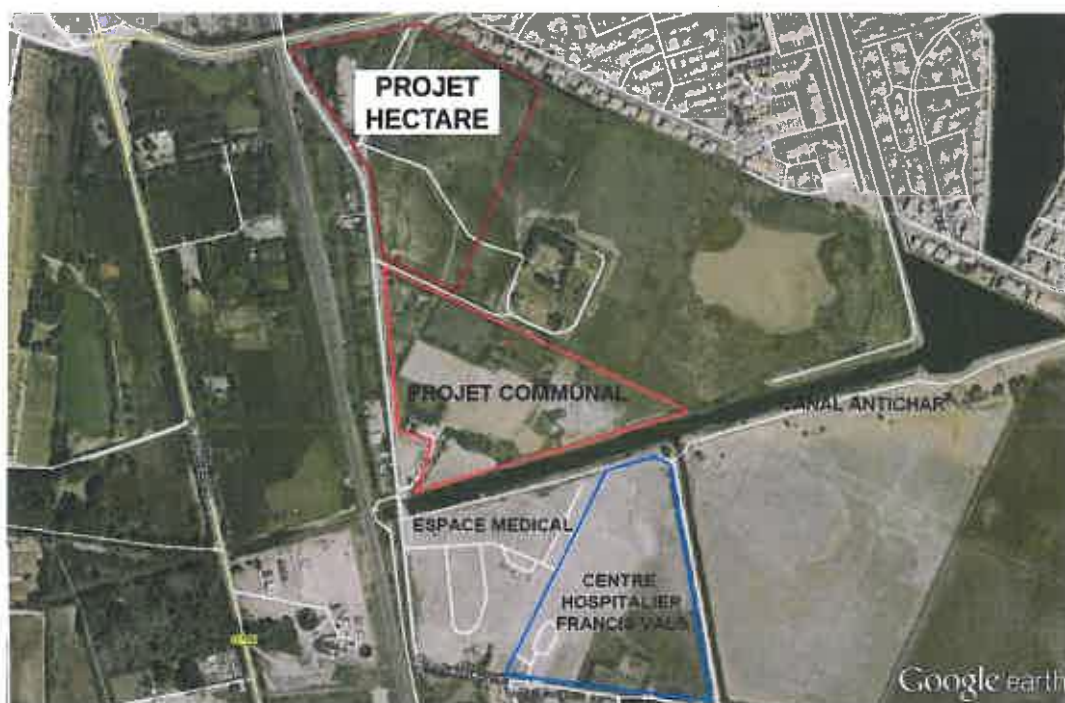 PROJET
HECTARE
PROJET COMMUNAL
CANAL ANTICHAR
ESPACE MEDICAL
CENTRE
HOSPITALIER
FRANCIS VALS
Google earth